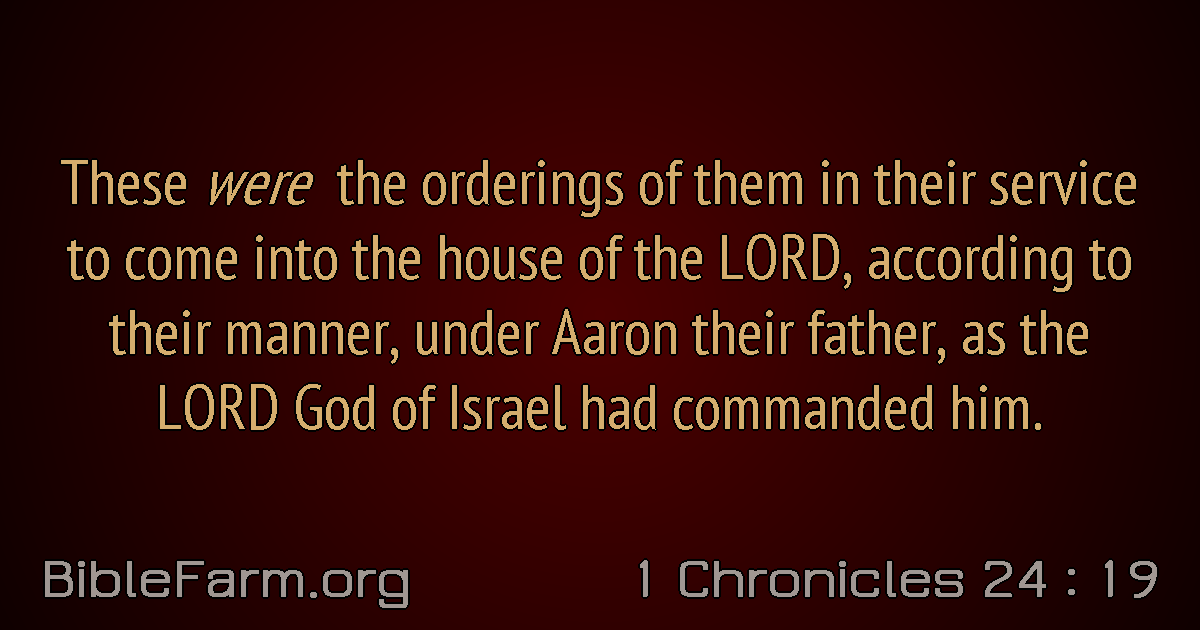 These were the orderings of them in their service
to come into the house of the LORD, according to
their manner, under Aaron their father, as the
LORD God of Israel had commanded him.
BibleFarm.org
1 Chronicles 24 : 19